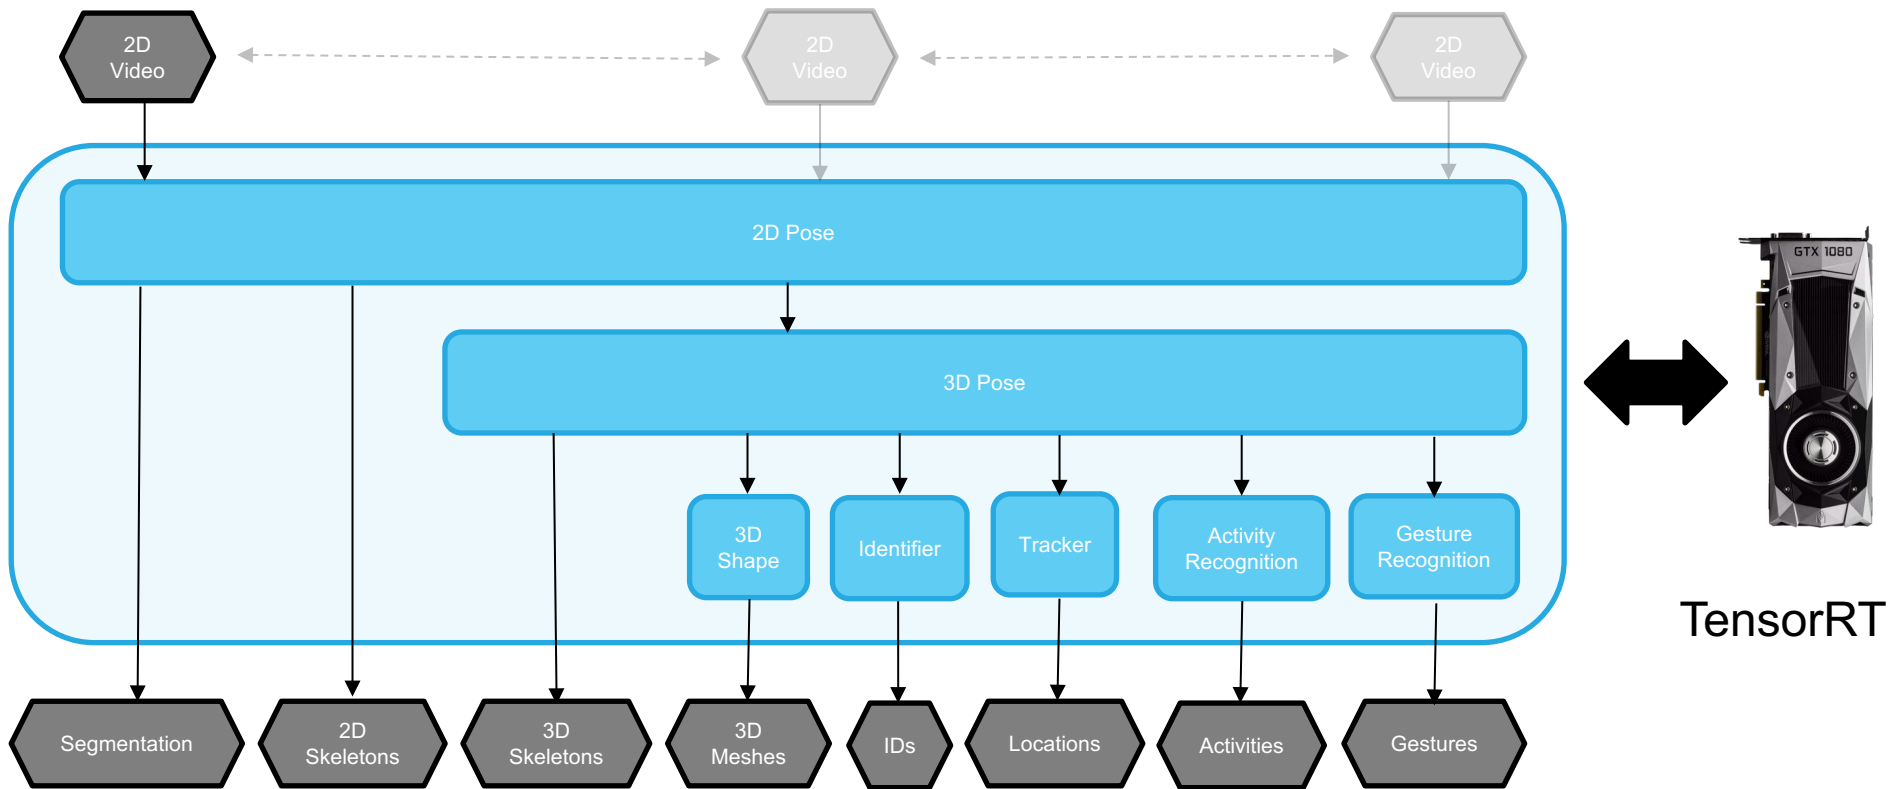 2D
Video
2D
Video
2D
Video
2D Pose
GTX 1080
3D Pose
3D
Shape
Identifier
Tracker
Activity
Recognition
Gesture
Recognition
TensorRT
Segmentation
2D
Skeletons
3D
Skeletons
3D
Meshes
IDs
Locations
Activities
Gestures